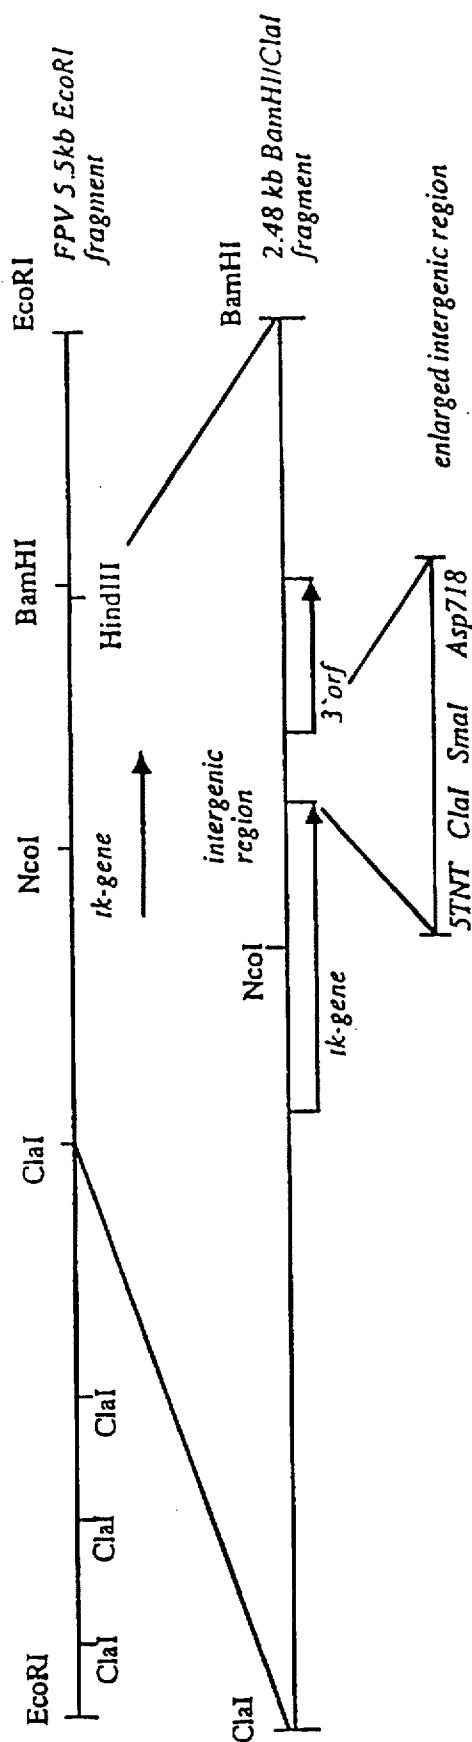 EcoRI
ClaI
ClaI
ClaI
ClaI
NcoI
BamHI
HindIII
EcoRI
FPV 5.5kb EcoRI
fragment
tk-gene
intergenic
region
ClaI
NcoI
BamHI
2.48 kb BamHI/ClaI
fragment
tk-gene
3`orf
5TNT ClaI SmaI Asp718
enlarged intergenic region